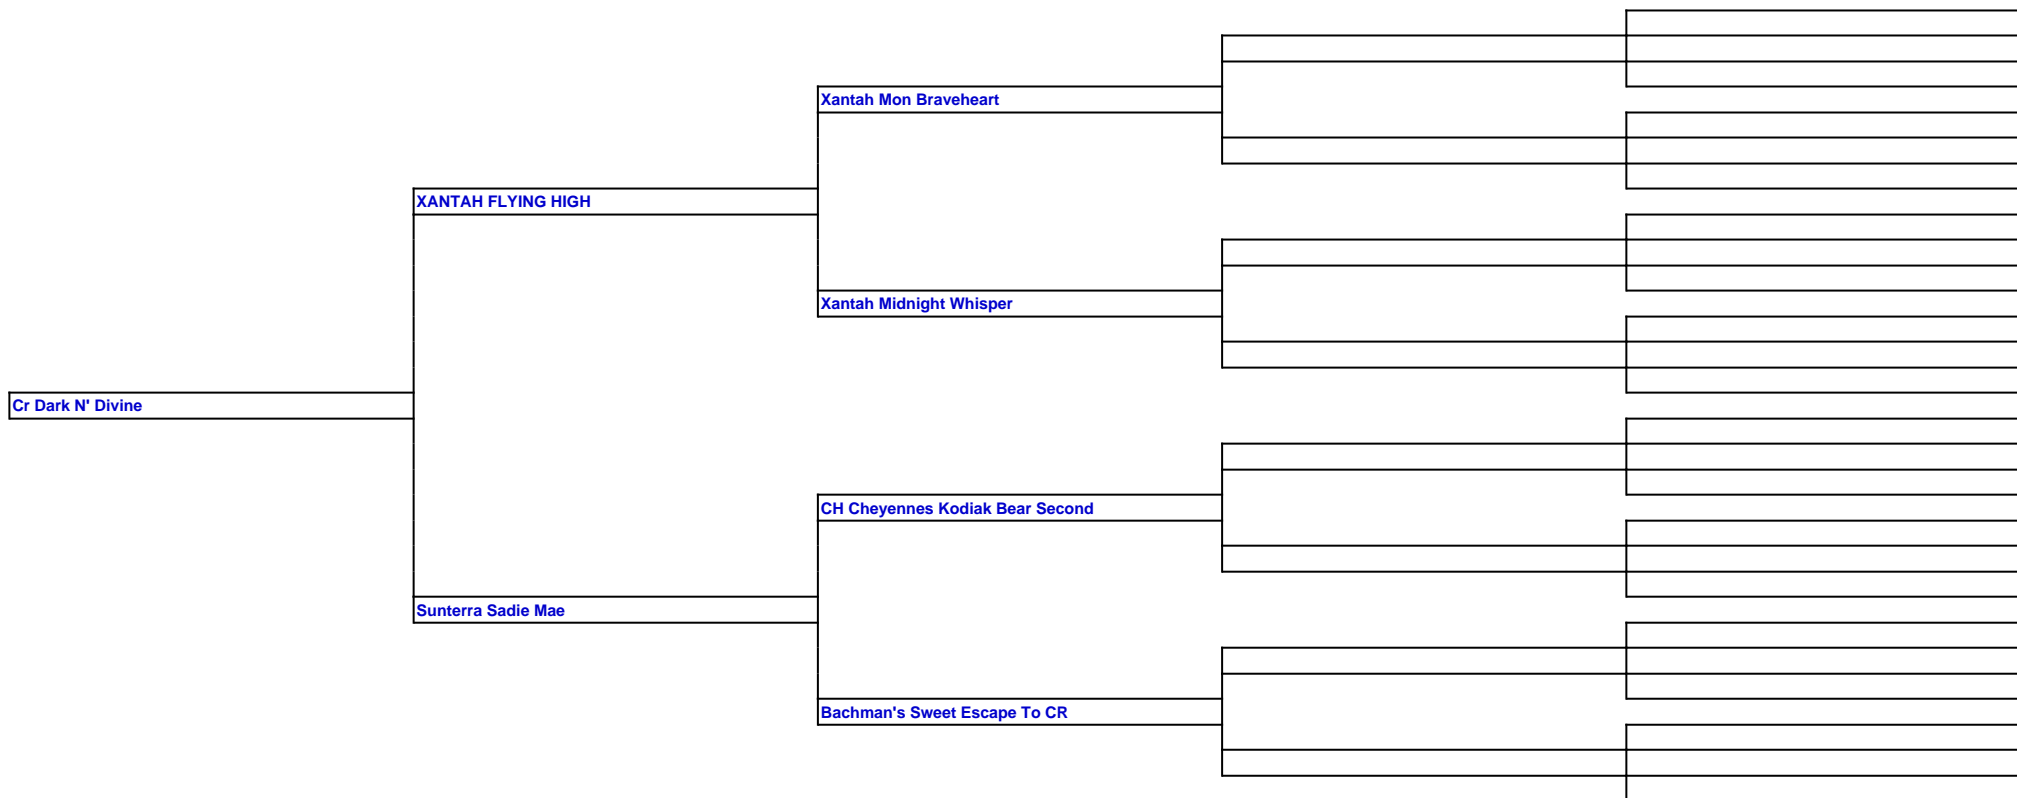 Xantah Mon Braveheart
XANTAH FLYING HIGH
Xantah Midnight Whisper
Cr Dark N' Divine
CH Cheyennes Kodiak Bear Second
Sunterra Sadie Mae
Bachman's Sweet Escape To CR